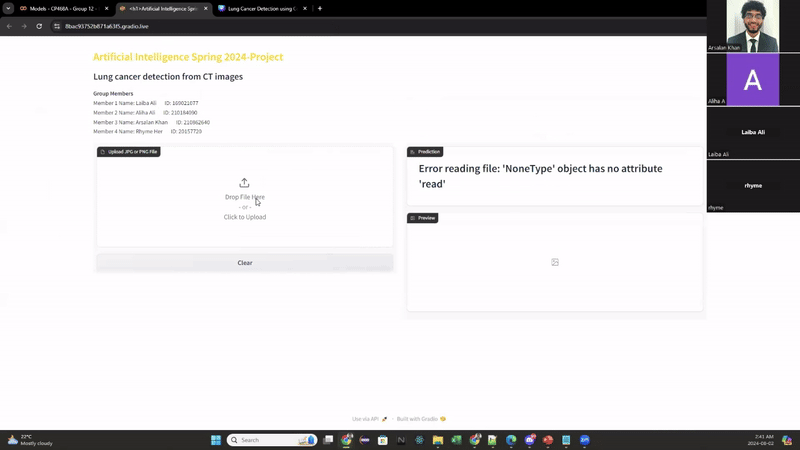 Models - CP468A - Group 12 -
<h1>Artificial Intelligence Sprin
Lung Cancer Detection using C
8bac93752b871a63f5.gradio.live
Artificial Intelligence Spring 2024-Project
Lung cancer detection from CT images
Group Members
Member 1 Name: Laiba Ali ID: 169021077
Member 2 Name: Aliha Ali ID: 210184090
Member 3 Name: Arsalan Khan ID: 210862640
Member 4 Name: Rhyme Her ID: 20157720
Upload JPG or PNG File
Drop File Here
- or -
Click to Upload
Clear
Prediction
Error reading file: 'NoneType' object has no attribute
'read'
Preview
Use via API
·
Built with Gradio
Arsalan Khan
A
Aliha A
Laiba Ali
Laiba Ali
rhyme
rhyme
22°C
Mostly cloudy
Search
2:41 AM
2024-08-02